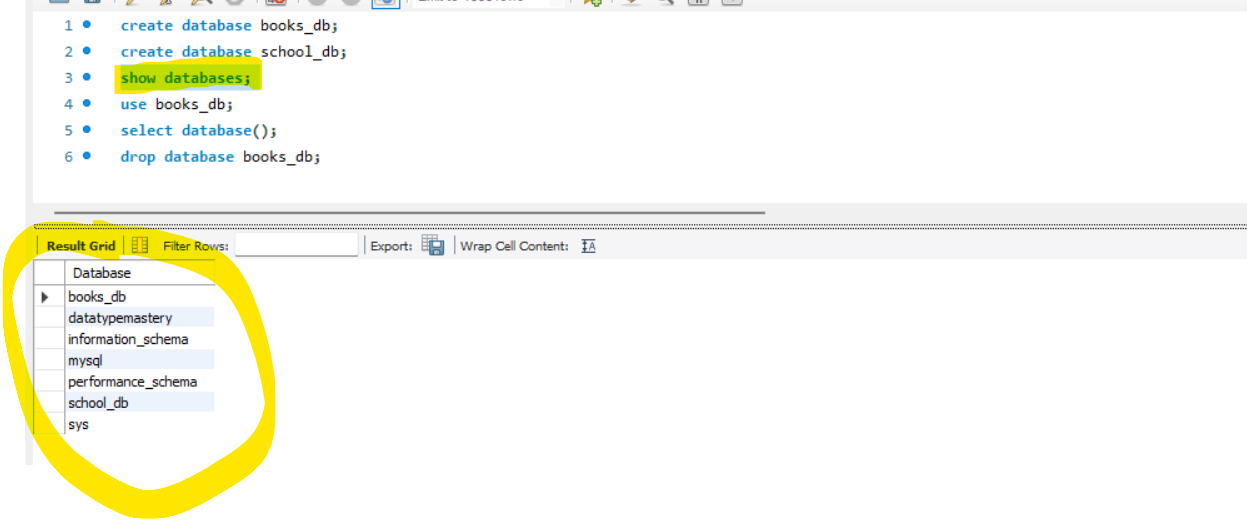 1 create database books_db;
2 create database school_db;
3 show databases;
4 use books_db;
5 select database();
6 drop database books_db;
Result Grid Filter Rows: Export: Wrap Cell Content: IA
Database
books_db
datatypemastery
information_schema
mysql
performance_schema
school_db
sys